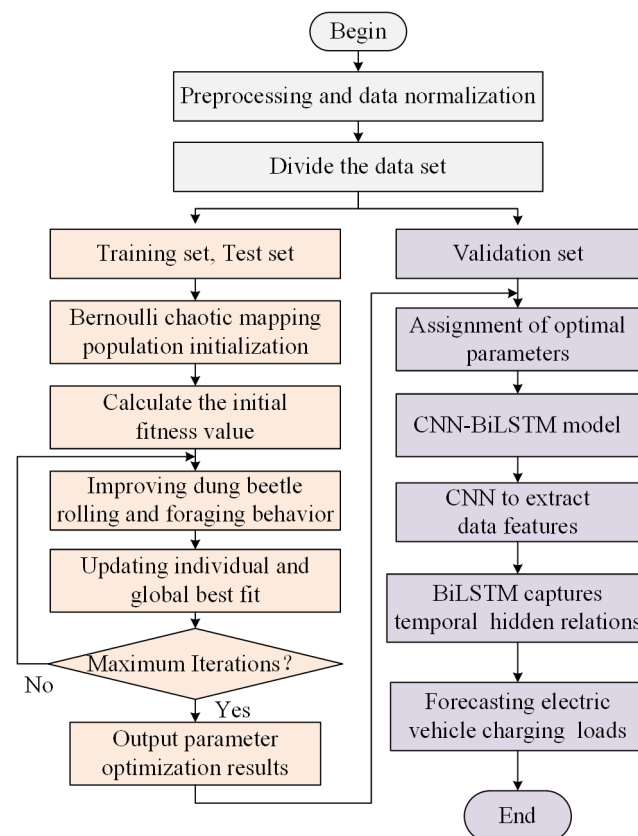 Begin
Preprocessing and data normalization
Divide the data set
Training set, Test set
Bernoulli chaotic mapping
population initialization
Calculate the initial
fitness value
Improving dung beetle
rolling and foraging behavior
Updating individual and
global best fit
Maximum Iterations?
No
Yes
Output parameter
optimization results
Validation set
Assignment of optimal
parameters
CNN-BiLSTM model
CNN to extract
data features
BiLSTM captures
temporal hidden relations
Forecasting electric
vehicle charging loads
End